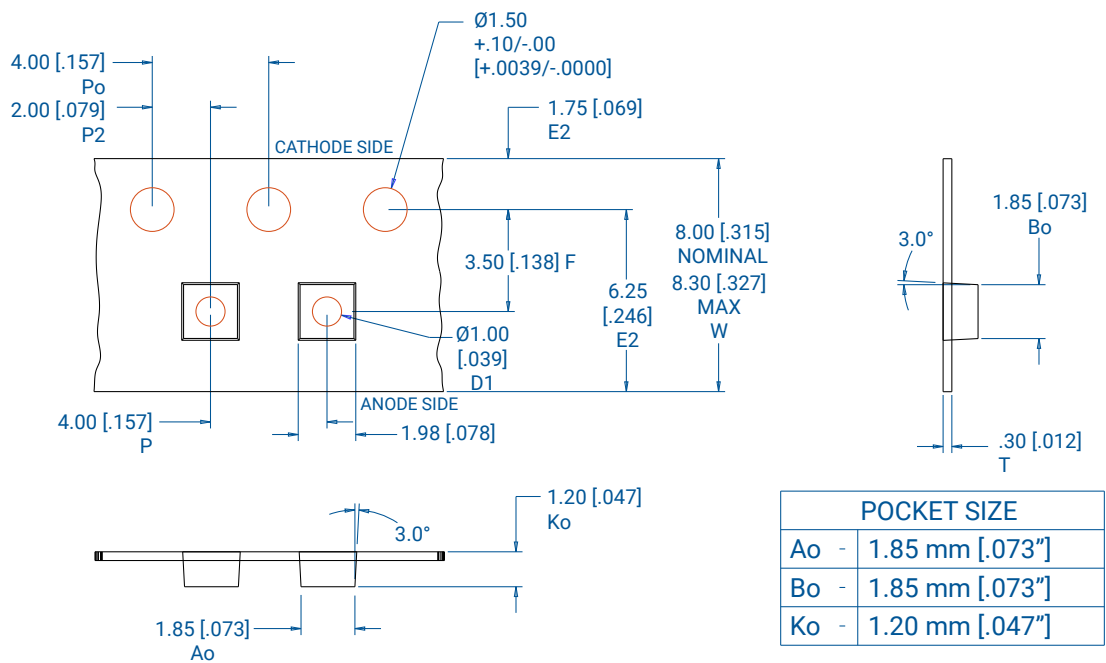 Ø1.50
+.10/-.00
[+.0039/-.0000]
4.00 [.157]
Po
2.00 [.079]
P2
1.75 [.069]
E2
CATHODE SIDE
3.50 [.138] F
8.00 [.315]
NOMINAL
8.30 [.327]
MAX
W
6.25
[.246]
E2
Ø1.00
[.039]
D1
ANODE SIDE
4.00 [.157]
P
1.98 [.078]
1.85 [.073]
Bo
3.0°
.30 [.012]
T
1.20 [.047]
Ko
3.0°
1.85 [.073]
Ao
POCKET SIZE
Ao - 1.85 mm [.073”]
Bo - 1.85 mm [.073”]
Ko - 1.20 mm [.047”]